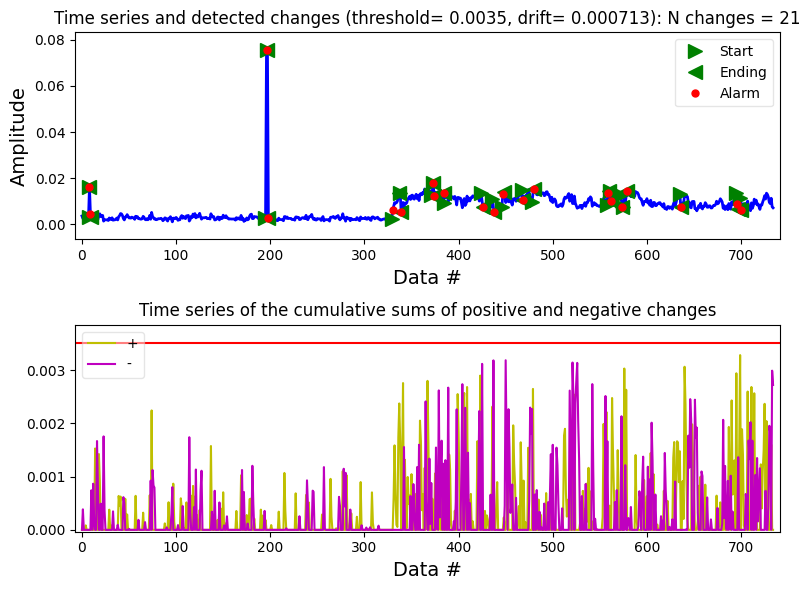 Time series and detected changes (threshold= 0.0035, drift= 0.000713): N changes = 21
0.08
0.06
0.04
0.02
0.00
Amplitude
Start
Ending
Alarm
0 100 200 300 400 500 600 700
Data #
Time series of the cumulative sums of positive and negative changes
+
-
0.003
0.002
0.001
0.000
0 100 200 300 400 500 600 700
Data #